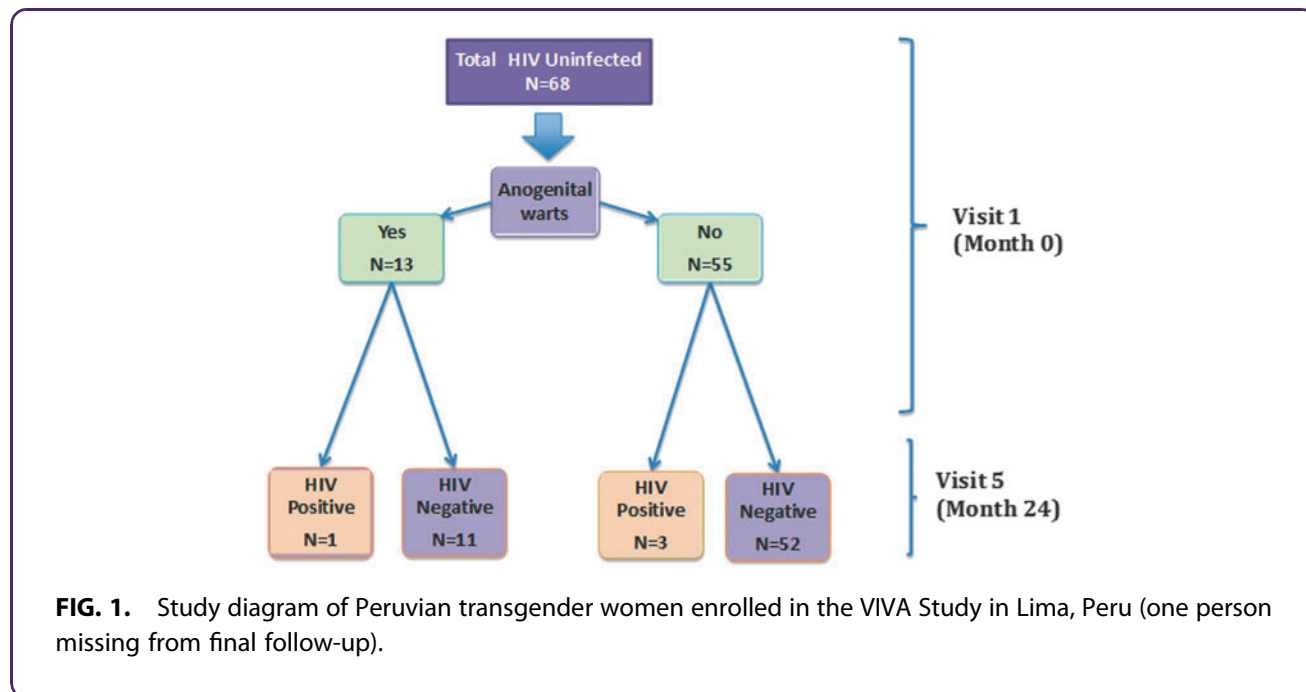 Total HIV Uninfected
N=68
Anogenital
warts
Yes
N=13
No
N=55
Visit 1
(Month 0)
HIV
Positive
N=1
HIV
Negative
N=11
HIV
Positive
N=3
HIV
Negative
N=52
Visit 5
(Month 24)
FIG. 1. Study diagram of Peruvian transgender women enrolled in the VIVA Study in Lima, Peru (one person
missing from final follow-up).